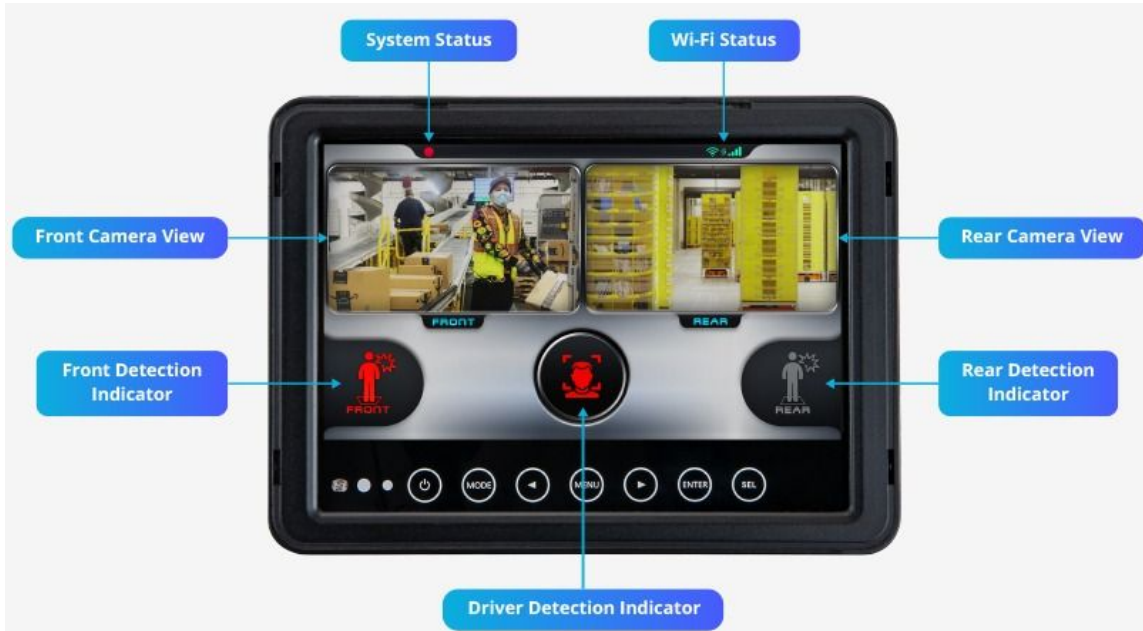 System Status
Wi-Fi Status
Front Camera View
Rear Camera View
FRONT
REAR
Front Detection
Indicator
Rear Detection
Indicator
FRONT
REAR
MODE
MENU
ENTER
SEL
Driver Detection Indicator